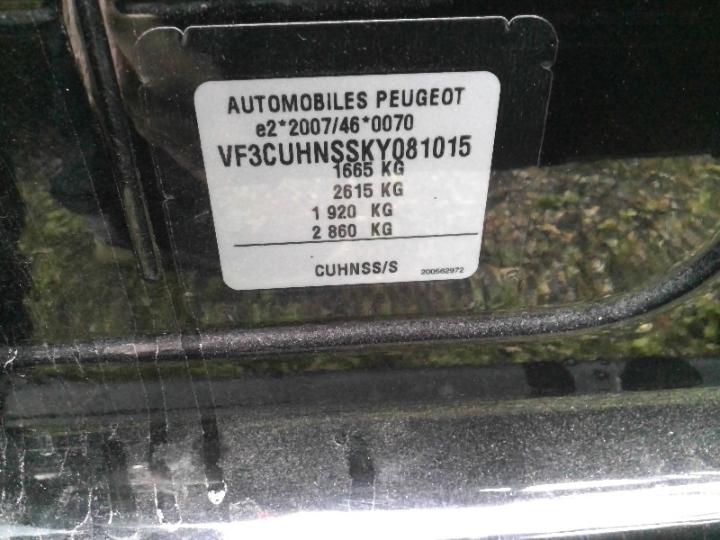 AUTOMOBILES PEUGEOT
e2*2007/46*0070
VF3CUHNSSKY081015
1665 KG
2615 KG
1 920 KG
2 860 KG
CUHNSS/S 200562972